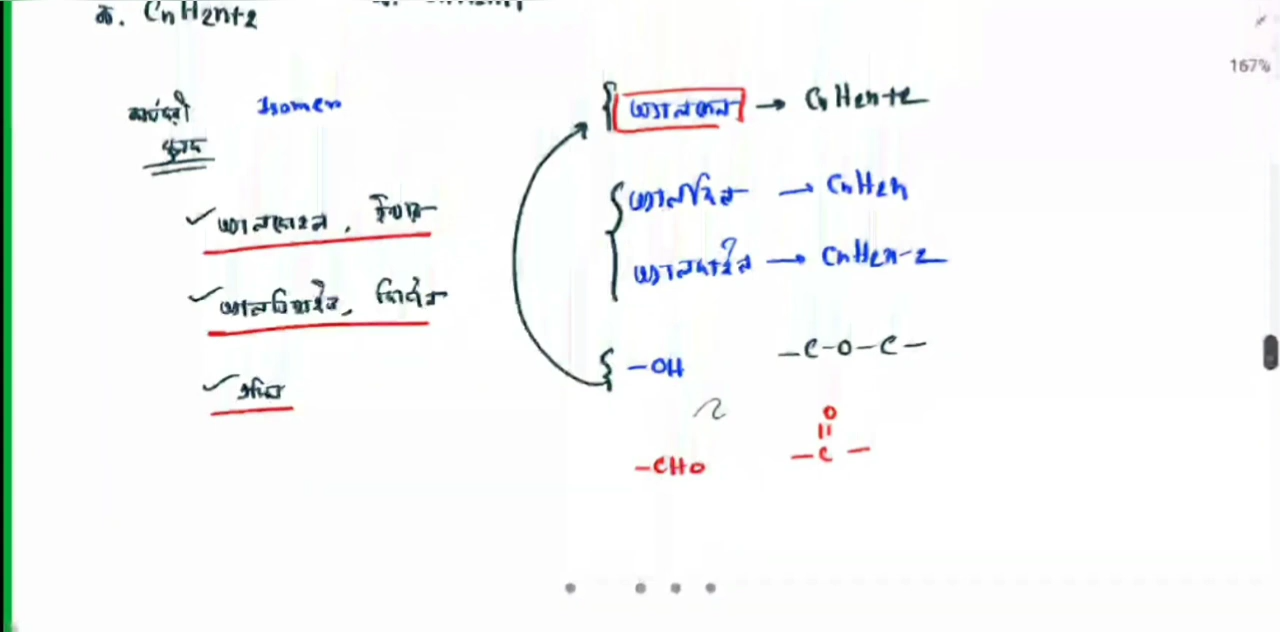 ক. CnH2n+2
167%
কার্যকরী Isomer
মূলক
অ্যালকেন → CnH2n+2
অ্যালকিন → CnH2n
অ্যালকোহল, ইথার
অ্যালকাইন → CnH2n-2
অ্যালডিহাইড, কিটোন
-OH -C-O-C-
এসিড
O
||
-CHO -C-